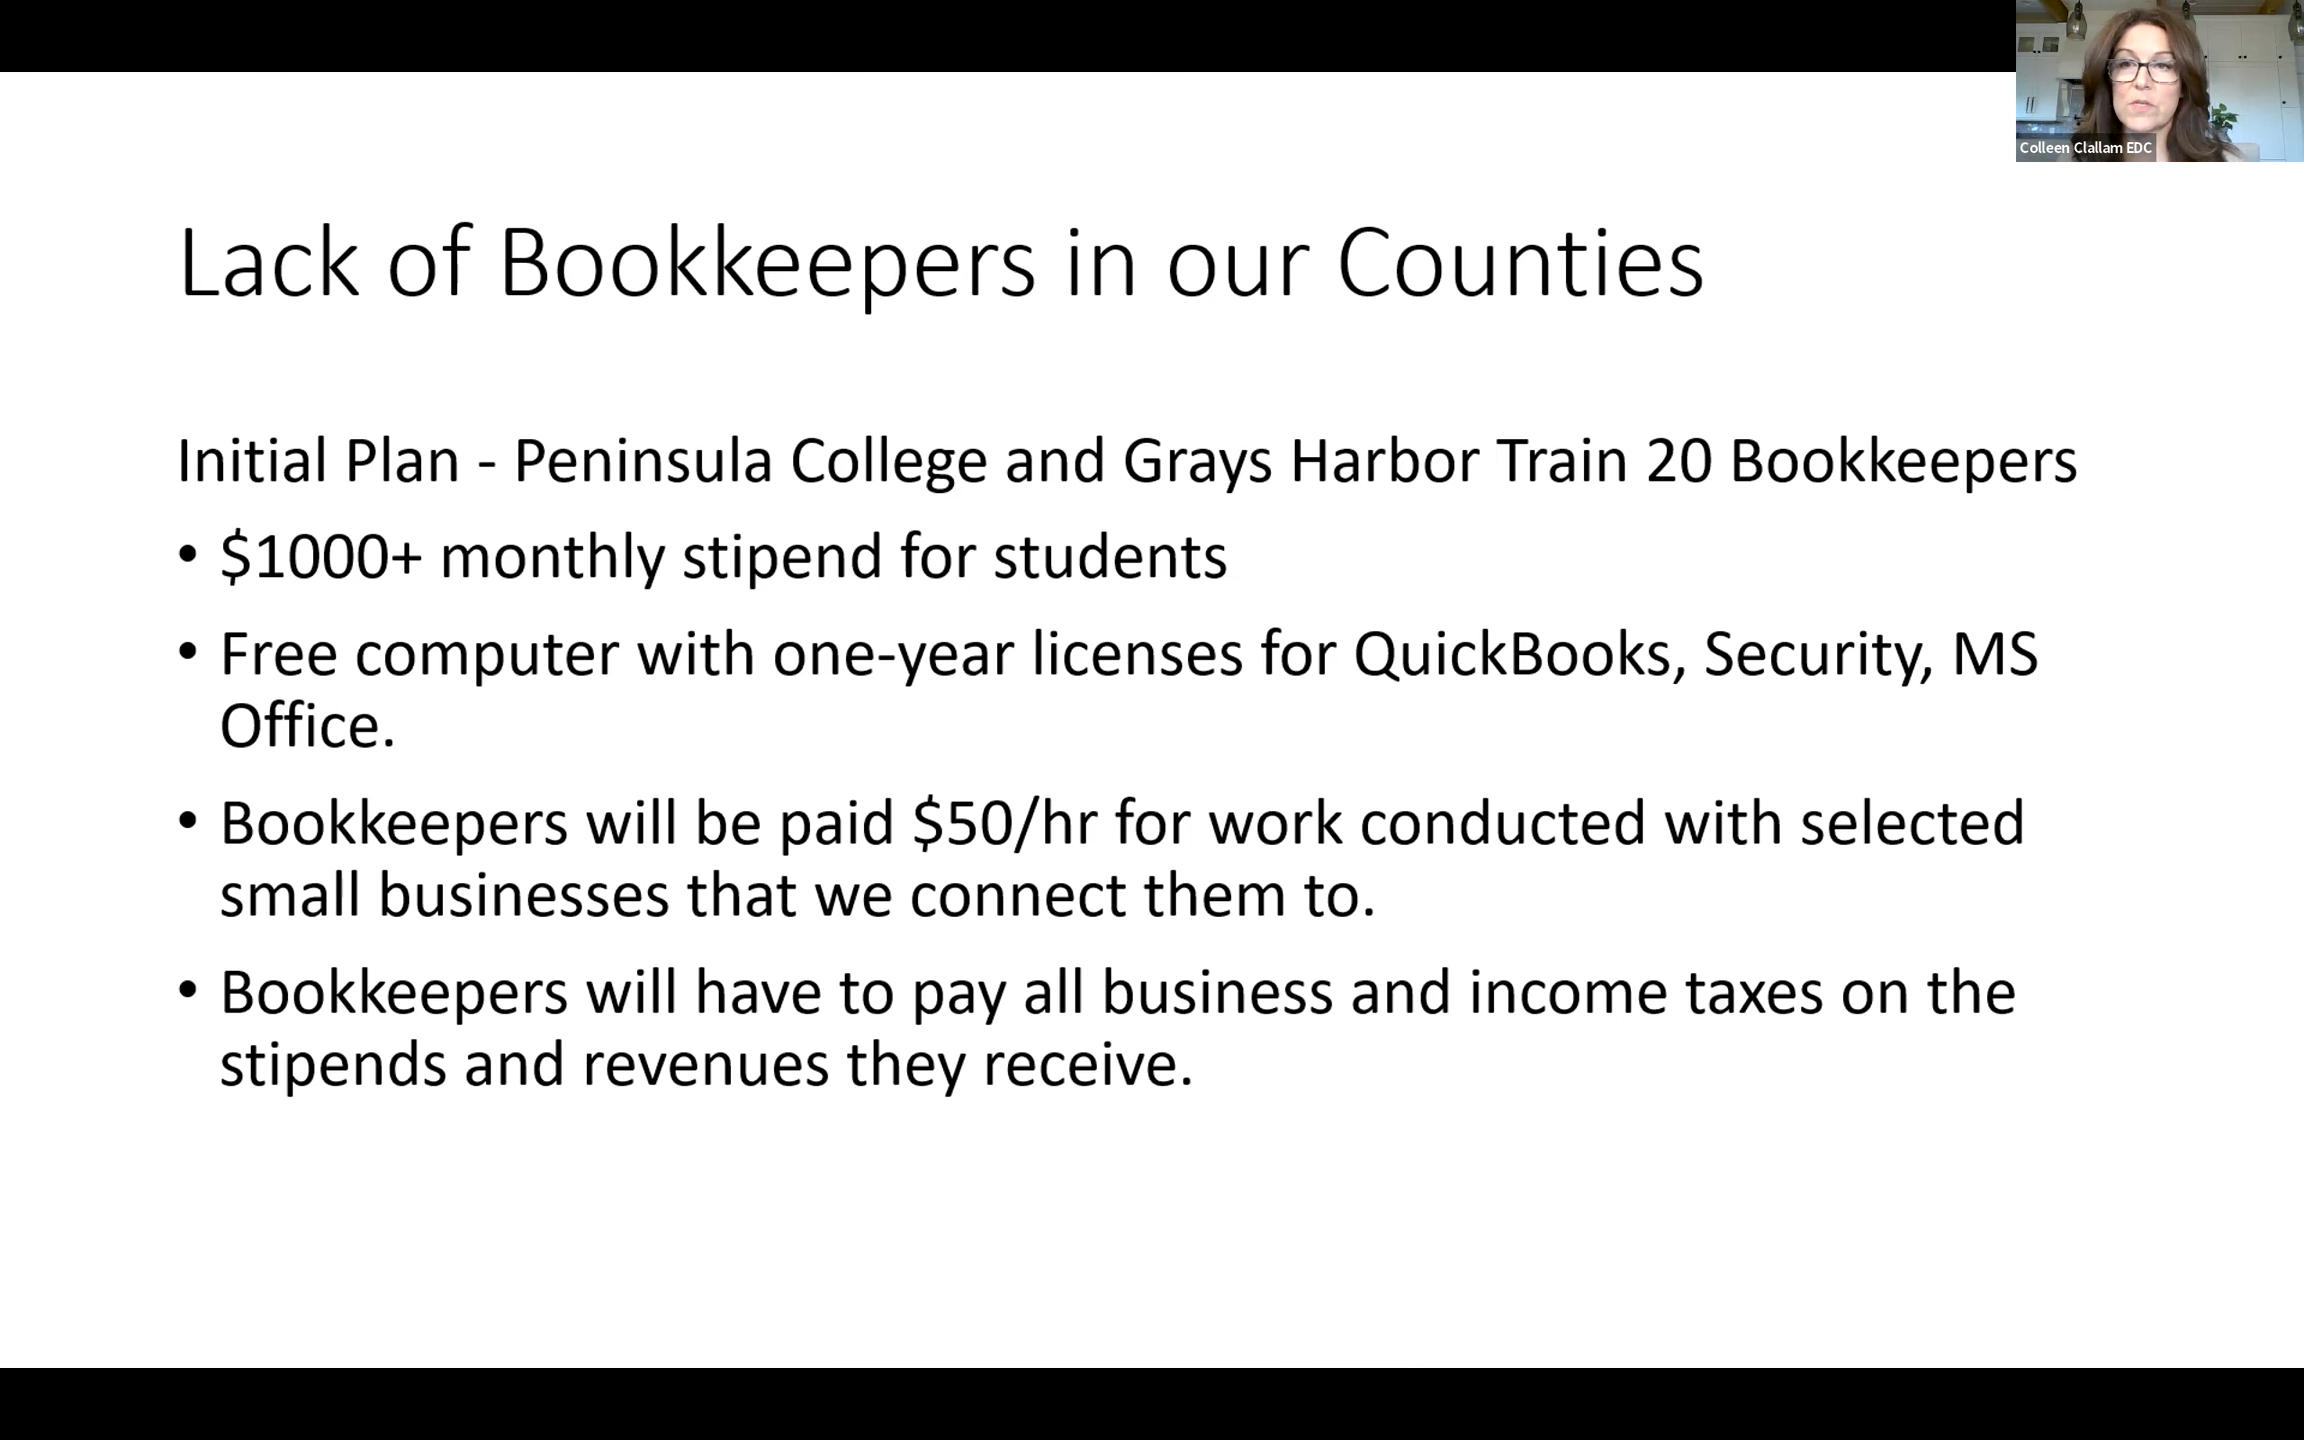 Colleen Clallam EDC
Lack of Bookkeepers in our Counties
Initial Plan - Peninsula College and Grays Harbor Train 20 Bookkeepers
• $1000+ monthly stipend for students
• Free computer with one-year licenses for QuickBooks, Security, MS
Office.
• Bookkeepers will be paid $50/hr for work conducted with selected
small businesses that we connect them to.
• Bookkeepers will have to pay all business and income taxes on the
stipends and revenues they receive.